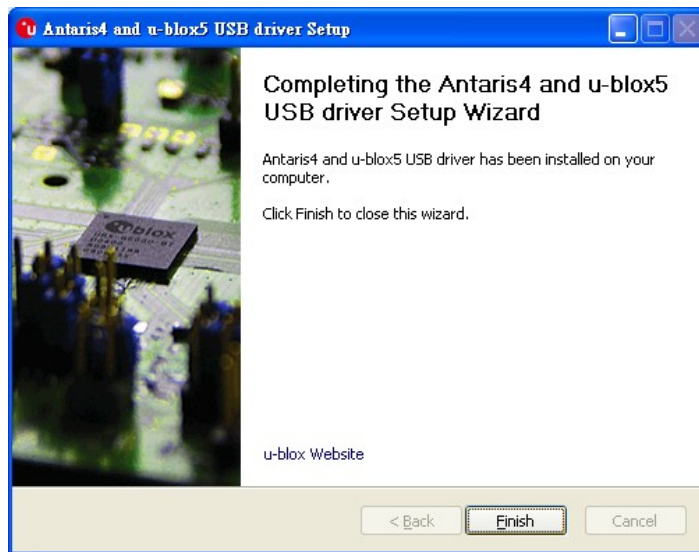 Antaris4 and u-blox5 USB driver Setup
Completing the Antaris4 and u-blox5
USB driver Setup Wizard
Antaris4 and u-blox5 USB driver has been installed on your
computer.
Click Finish to close this wizard.
blox
u-blox Website
< Back
Finish
Cancel